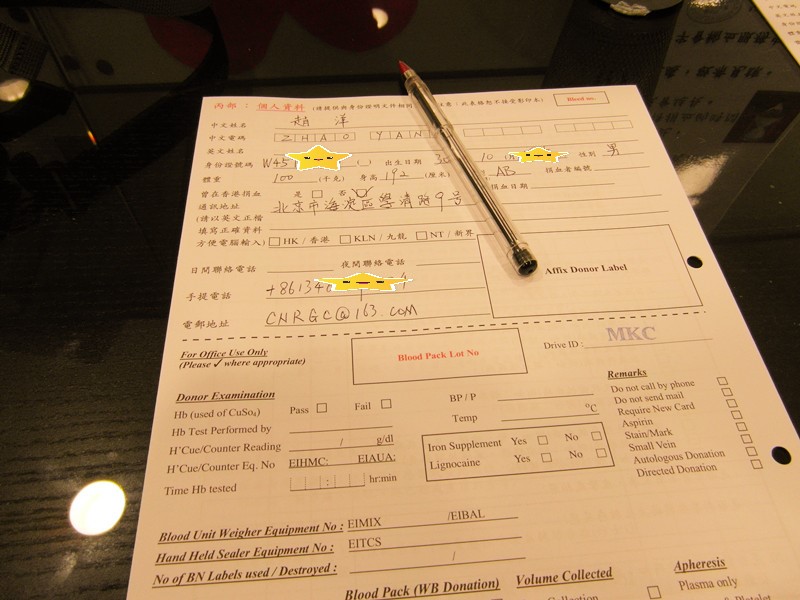 丙部：個人資料 (請提供與身份證明文件相同 注意：此表格恕不接受影印本) Blood no.
中文姓名 趙 洋
中文電碼 ZHAO YAN
英文姓名
身份證號碼 W45 ( ) 出生日期 30 10 性別 男
體重 100 (千克) 身高 192 (厘米) AB 捐血者編號
曾在香港捐血 是 否 捐血日期
通訊地址 北京市海淀區學清路9号
(請以英文正楷
填寫正確資料
方便電腦輸入) HK / 香港 KLN / 九龍 NT / 新界
Affix Donor Label
日間聯絡電話 夜間聯絡電話
手提電話 +86134
電郵地址 CNRGC@163.COM
For Office Use Only
(Please ✓ where appropriate)
Blood Pack Lot No
Drive ID : MKC
Donor Examination
Hb (used of CuSo₄) Pass Fail
Hb Test Performed by
H'Cue/Counter Reading / g/dl
H'Cue/Counter Eq. No EIHMC: EIAUA:
Time Hb tested : hr:min
BP / P
Temp °C
Iron Supplement Yes No
Lignocaine Yes No
Remarks
Do not call by phone
Do not send mail
Require New Card
Aspirin
Stain/Mark
Small Vein
Autologous Donation
Directed Donation
Blood Unit Weigher Equipment No : EIMIX /EIBAL
Hand Held Sealer Equipment No : EITCS
No of BN Labels used / Destroyed : /
Blood Pack (WB Donation)
Volume Collected
Collection
Apheresis
Plasma only
& Platelet